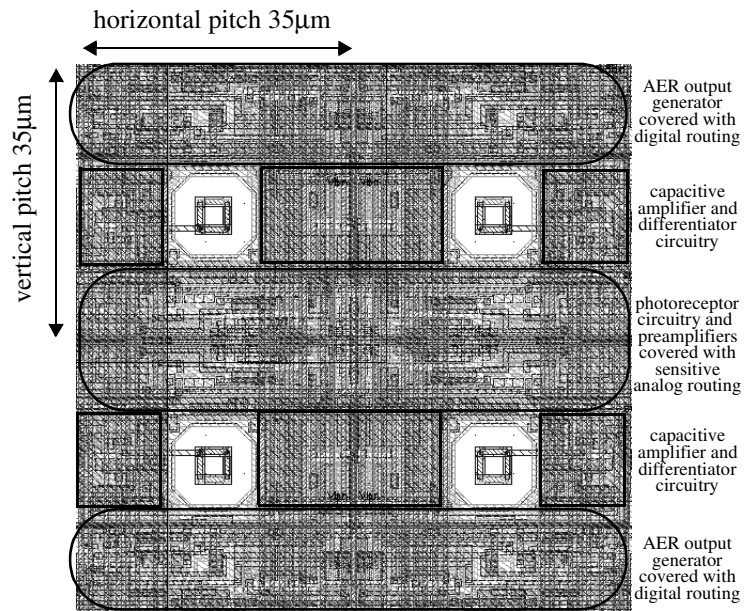 horizontal pitch 35µm
vertical pitch 35µm
AER output
generator
covered with
digital routing
capacitive
amplifier and
differentiator
circuitry
photoreceptor
circuitry and
preamplifiers
covered with
sensitive
analog routing
capacitive
amplifier and
differentiator
circuitry
AER output
generator
covered with
digital routing